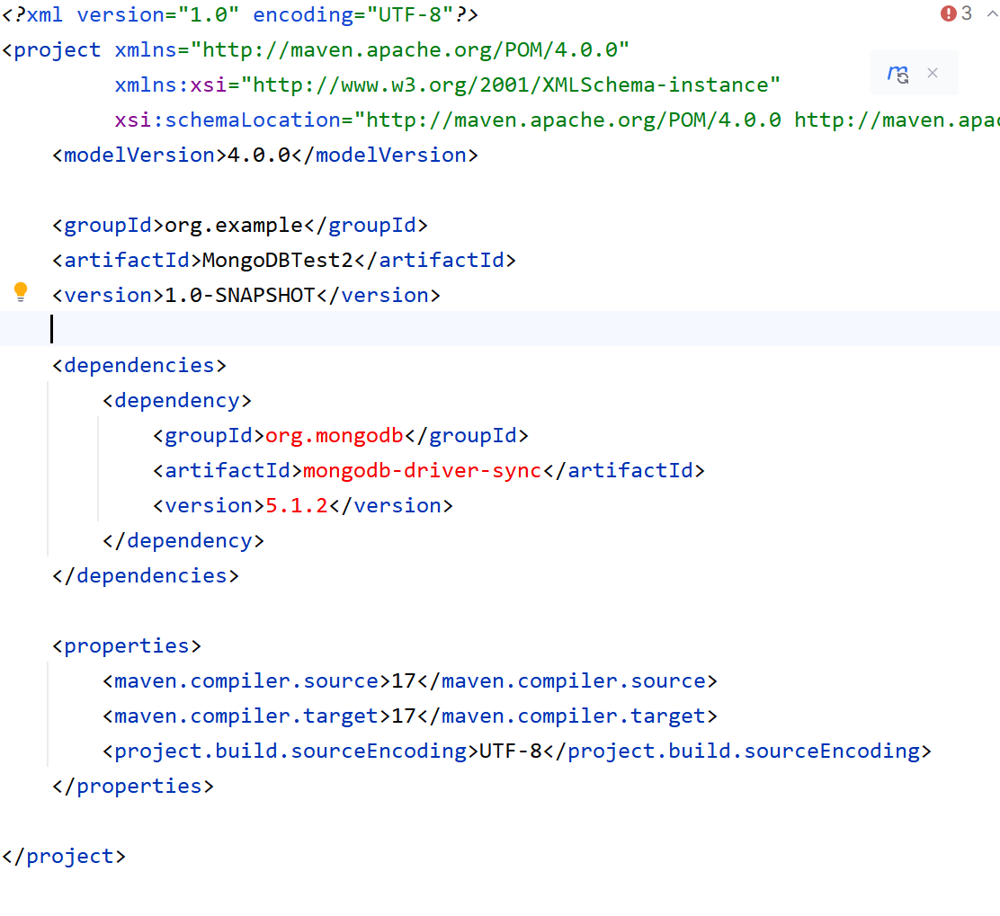 <?xml version="1.0" encoding="UTF-8"?>
3
<project xmlns="http://maven.apache.org/POM/4.0.0"
xmlns:xsi="http://www.w3.org/2001/XMLSchema-instance"
xsi:schemaLocation="http://maven.apache.org/POM/4.0.0 http://maven.apac
<modelVersion>4.0.0</modelVersion>
<groupId>org.example</groupId>
<artifactId>MongoDBTest2</artifactId>
<version>1.0-SNAPSHOT</version>
<dependencies>
<dependency>
<groupId>org.mongodb</groupId>
<artifactId>mongodb-driver-sync</artifactId>
<version>5.1.2</version>
</dependency>
</dependencies>
<properties>
<maven.compiler.source>17</maven.compiler.source>
<maven.compiler.target>17</maven.compiler.target>
<project.build.sourceEncoding>UTF-8</project.build.sourceEncoding>
</properties>
</project>